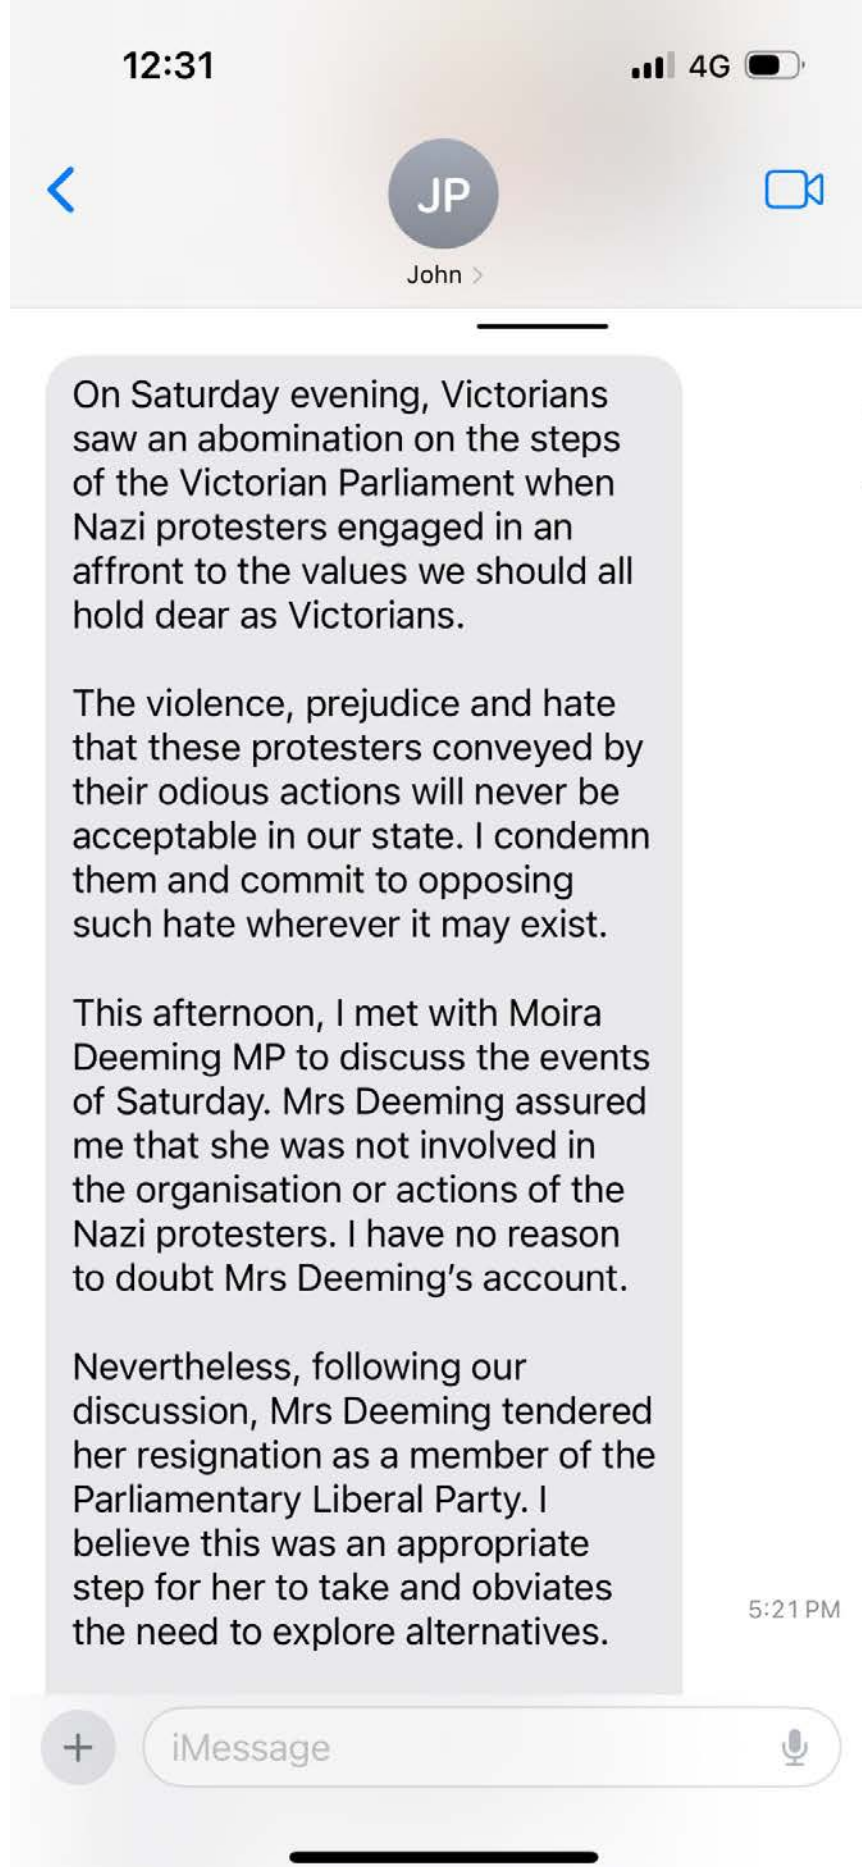 12:31
4G
JP
John
On Saturday evening, Victorians
saw an abomination on the steps
of the Victorian Parliament when
Nazi protesters engaged in an
affront to the values we should all
hold dear as Victorians.
The violence, prejudice and hate
that these protesters conveyed by
their odious actions will never be
acceptable in our state. I condemn
them and commit to opposing
such hate wherever it may exist.
This afternoon, I met with Moira
Deeming MP to discuss the events
of Saturday. Mrs Deeming assured
me that she was not involved in
the organisation or actions of the
Nazi protesters. I have no reason
to doubt Mrs Deeming's account.
Nevertheless, following our
discussion, Mrs Deeming tendered
her resignation as a member of the
Parliamentary Liberal Party. I
believe this was an appropriate
step for her to take and obviates
the need to explore alternatives.
5:21 PM
iMessage